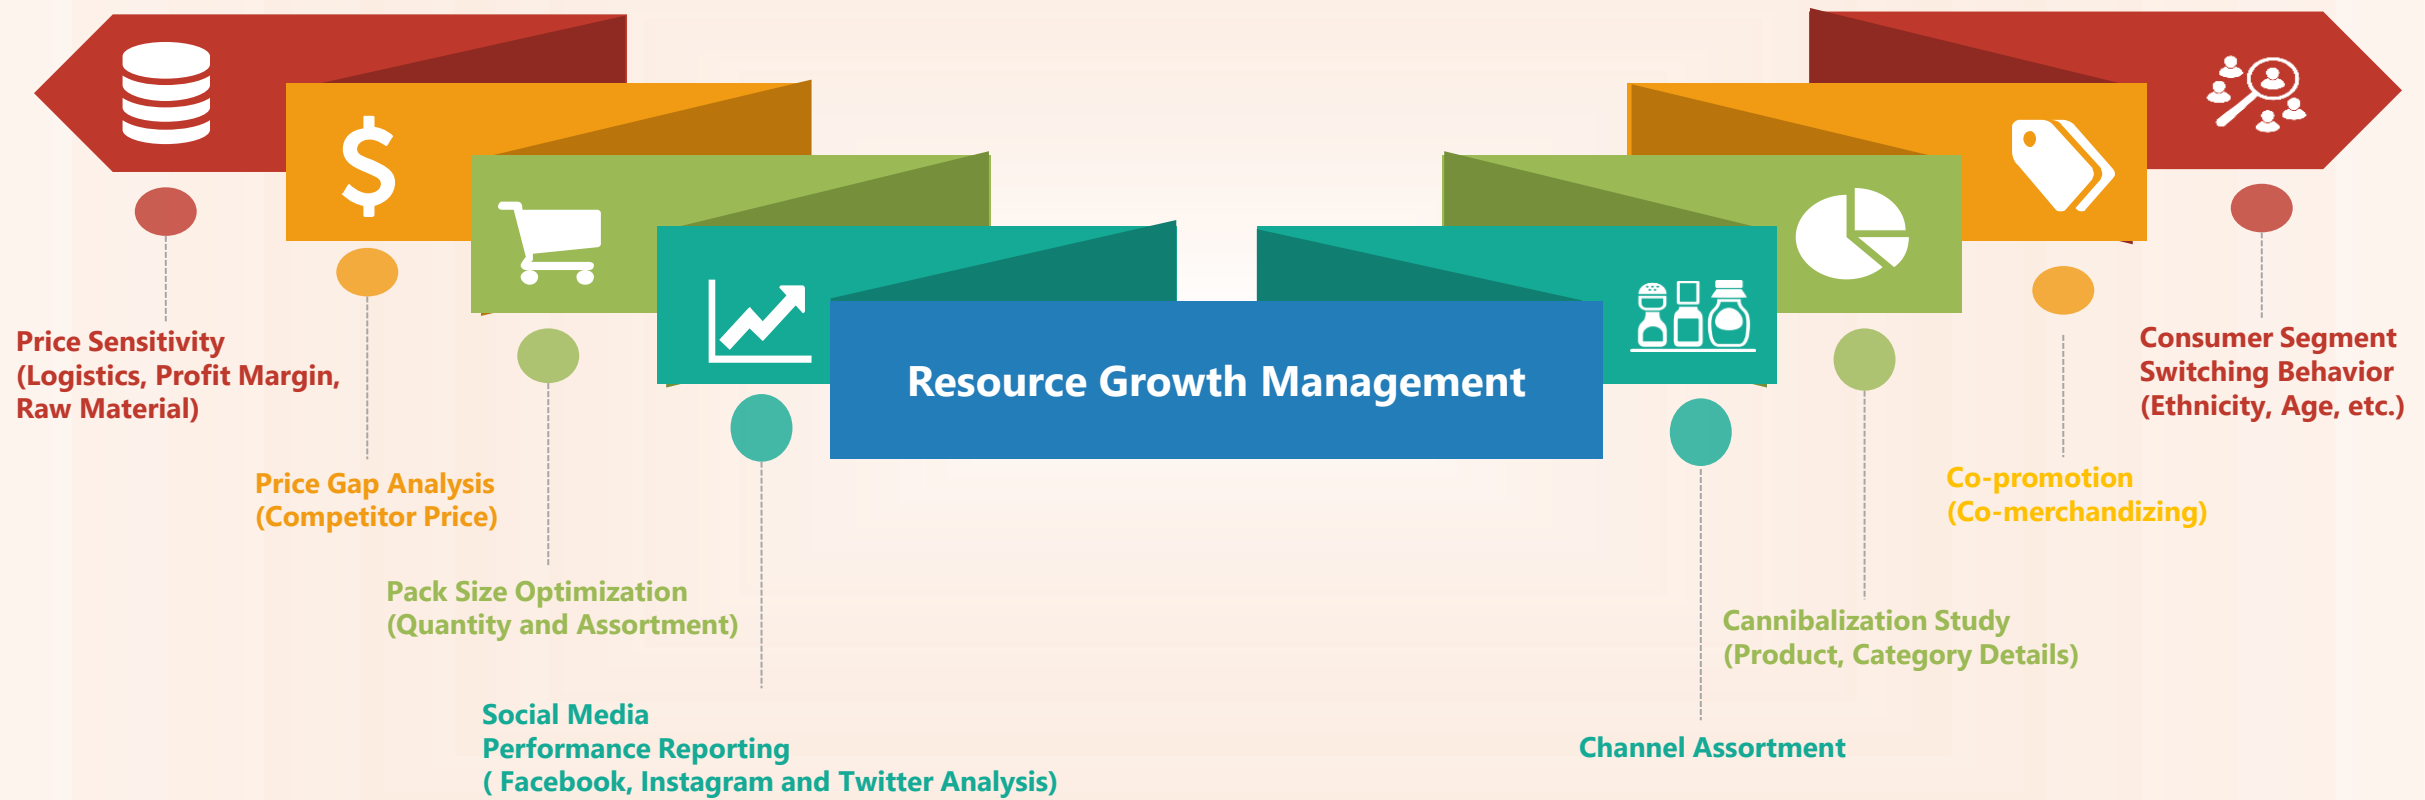 Resource Growth Management
Price Sensitivity
(Logistics, Profit Margin,
Raw Material)
Price Gap Analysis
(Competitor Price)
Pack Size Optimization
(Quantity and Assortment)
Social Media
Performance Reporting
( Facebook, Instagram and Twitter Analysis)
Channel Assortment
Cannibalization Study
(Product, Category Details)
Co-promotion
(Co-merchandizing)
Consumer Segment
Switching Behavior
(Ethnicity, Age, etc.)